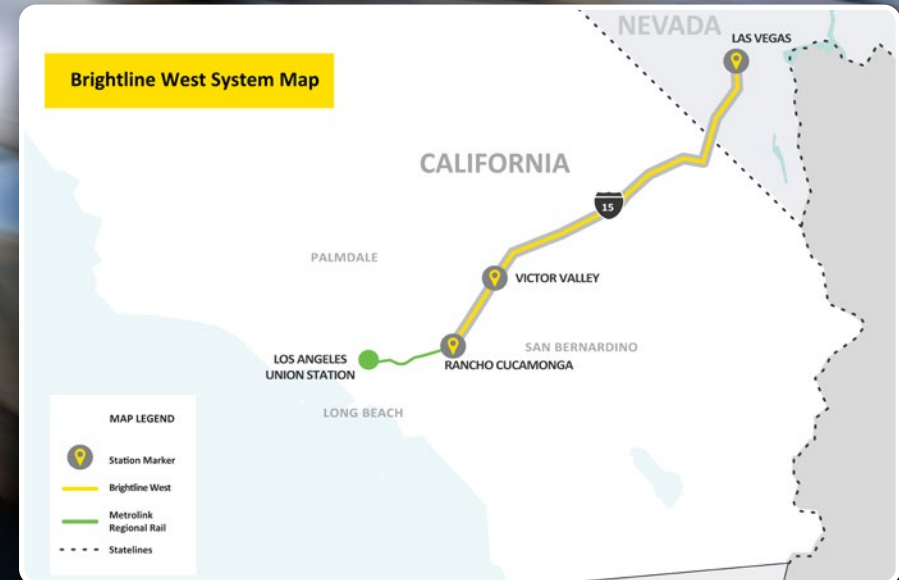 Brightline West System Map
NEVADA
LAS VEGAS
CALIFORNIA
15
PALMDALE
VICTOR VALLEY
LOS ANGELES
UNION STATION
SAN BERNARDINO
RANCHO CUCAMONGA
LONG BEACH
MAP LEGEND
Station Marker
Brightline West
Metrolink
Regional Rail
Statelines